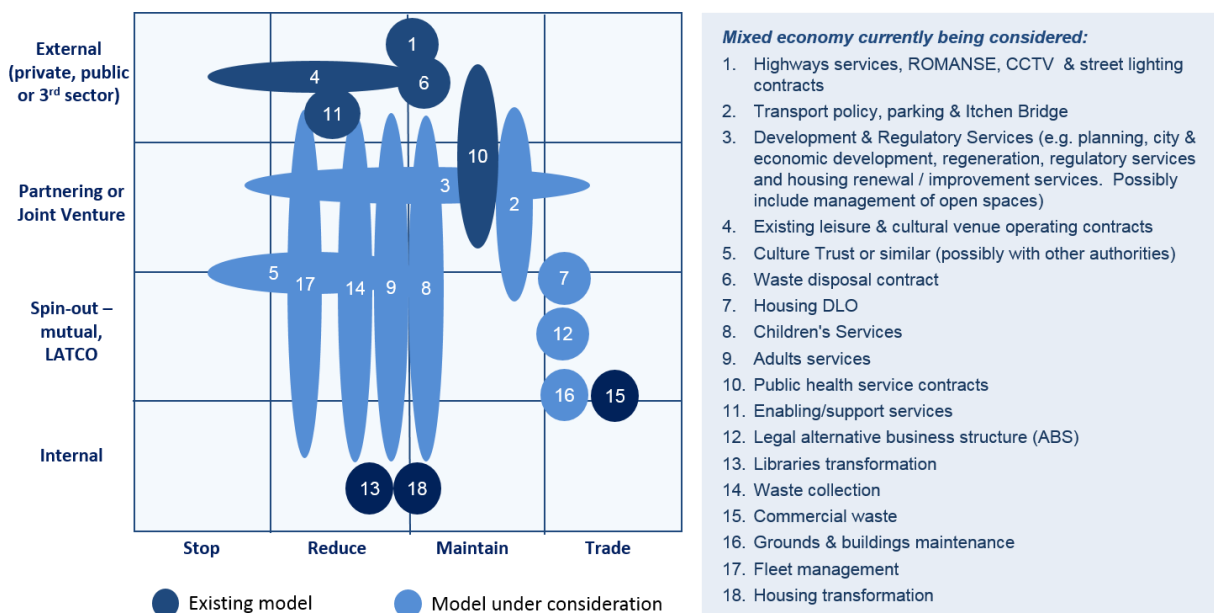 External
(private, public
or 3rd sector)
Partnering or
Joint Venture
Spin-out –
mutual,
LATCO
Internal
1
4
6
11
10
3
2
5
17
14
9
8
7
12
16
15
13
18
Stop
Reduce
Maintain
Trade
Existing model
Model under consideration
Mixed economy currently being considered:
1. Highways services, ROMANSE, CCTV & street lighting
contracts
2. Transport policy, parking & Itchen Bridge
3. Development & Regulatory Services (e.g. planning, city &
economic development, regeneration, regulatory services
and housing renewal / improvement services. Possibly
include management of open spaces)
4. Existing leisure & cultural venue operating contracts
5. Culture Trust or similar (possibly with other authorities)
6. Waste disposal contract
7. Housing DLO
8. Children's Services
9. Adults services
10. Public health service contracts
11. Enabling/support services
12. Legal alternative business structure (ABS)
13. Libraries transformation
14. Waste collection
15. Commercial waste
16. Grounds & buildings maintenance
17. Fleet management
18. Housing transformation